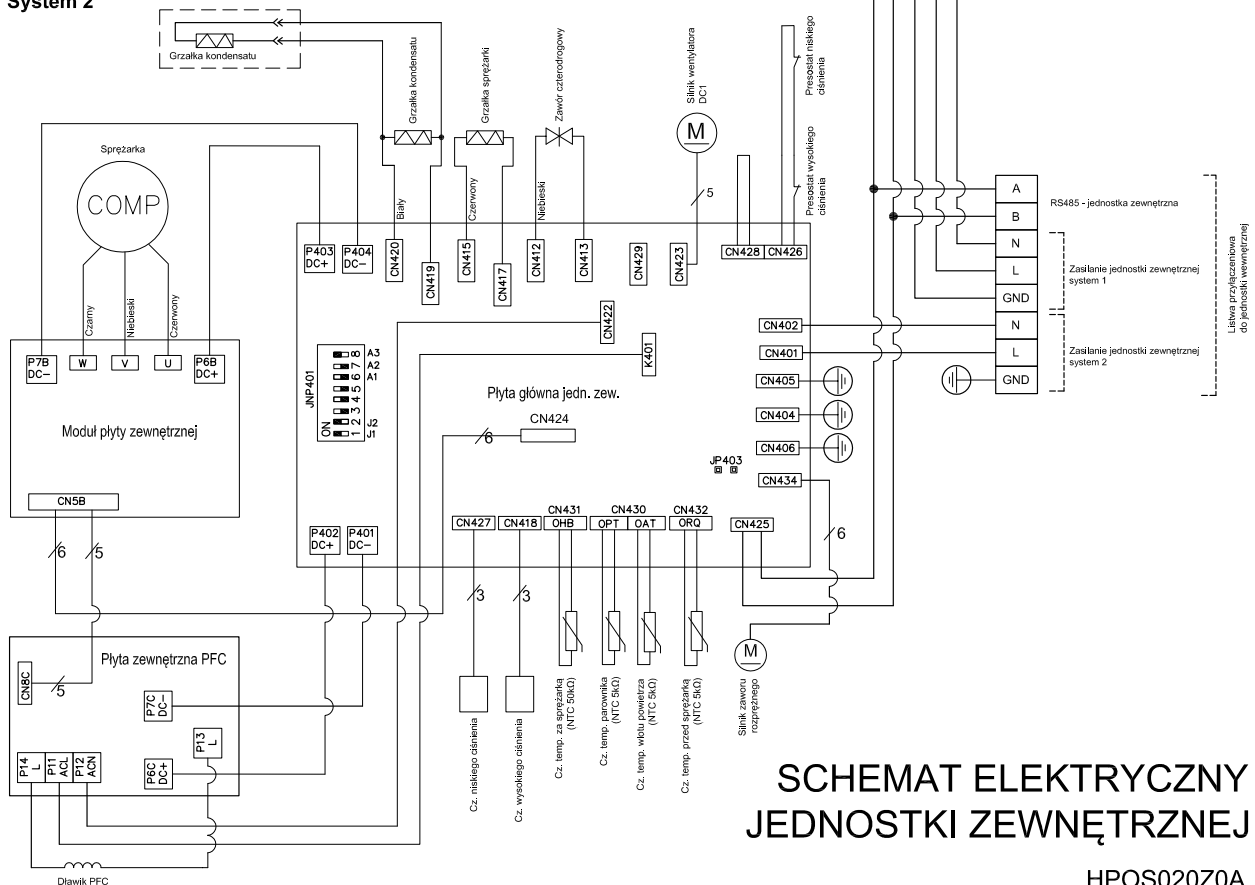 System 2
Grzałka kondensatu
Grzałka kondensatu
Grzałka sprężarki
Zawór czterodrogowy
Silnik wentylatora
DC1
M
5
Presostat niskiego
ciśnienia
Presostat wysokiego
ciśnienia
Sprężarka
COMP
Biały
Czerwony
Niebieski
Czarny
Niebieski
Czerwony
P403
DC+
P404
DC−
CN420
CN419
CN415
CN417
CN412
CN413
CN429
CN423
CN428
CN426
A
B
N
L
GND
N
L
GND
RS485 - jednostka zewnętrzna
Zasilanie jednostki zewnętrznej
system 1
Zasilanie jednostki zewnętrznej
system 2
Listwa przyłączeniowa
do jednostki wewnętrznej
P7B
DC−
W
V
U
P6B
DC+
Moduł płyty zewnętrznej
CN5B
6
5
JNP401
ON
1 2 3 4 5 6 7 8
A3
A2
A1
J2
J1
CN422
K401
Płyta główna jedn. zew.
CN424
6
CN402
CN401
CN405
CN404
CN406
JP403
CN434
6
P402
DC+
P401
DC−
CN427
CN418
CN431
OHB
CN430
OPT
OAT
CN432
ORQ
CN425
3
3
M
Silnik zaworu
rozprężnego
Cz. niskiego ciśnienia
Cz. wysokiego ciśnienia
Cz. temp. za sprężarką
(NTC 50kΩ)
Cz. temp. parownika
(NTC 5kΩ)
Cz. temp. wlotu powietrza
(NTC 5kΩ)
Cz. temp. przed sprężarką
(NTC 5kΩ)
Płyta zewnętrzna PFC
CN8C
5
P7C
DC−
P6C
DC+
P13
L
P14
L
P11
ACL
P12
ACN
Dławik PFC
SCHEMAT ELEKTRYCZNY
JEDNOSTKI ZEWNĘTRZNEJ
HPOS020Z0A